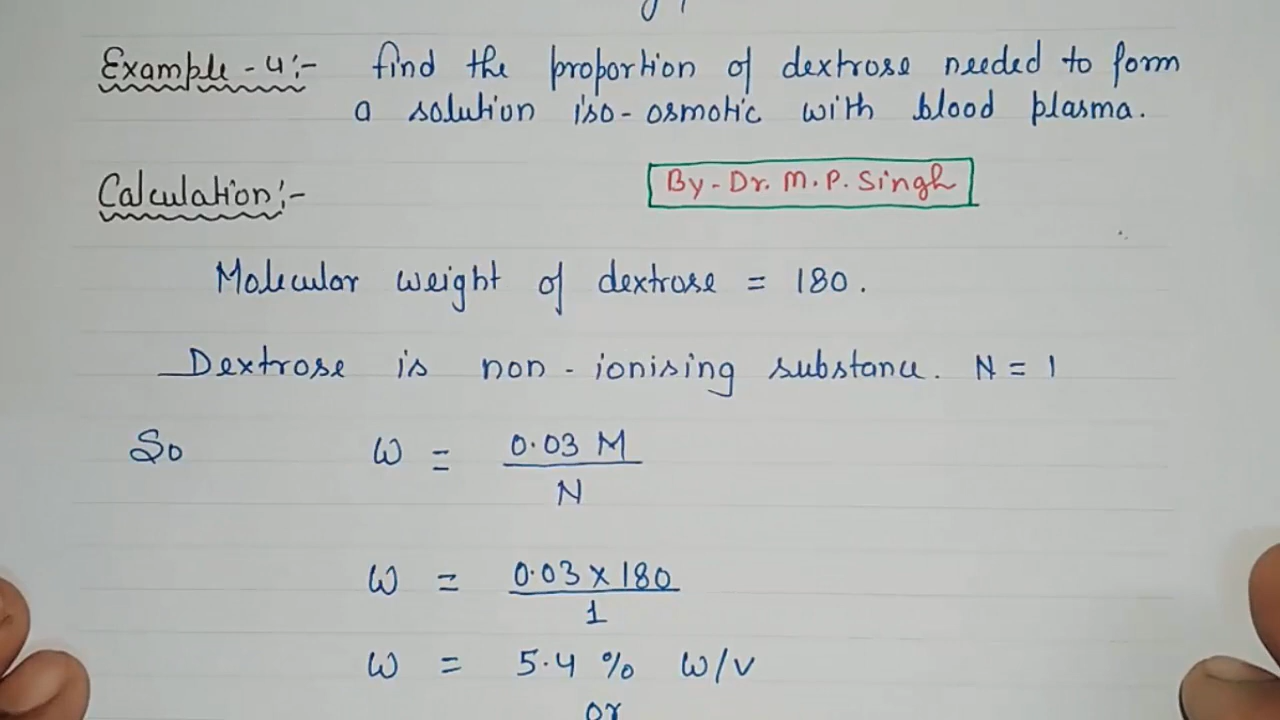 Example - 4:- find the proportion of dextrose needed to form
a solution iso-osmotic with blood plasma.
Calculation:-
By - Dr. M. P. Singh
Molecular weight of dextrose = 180.
Dextrose is non-ionising substance. N = 1
So W = 0.03 M
N
W = 0.03 x 180
1
W = 5.4 % W/V
or